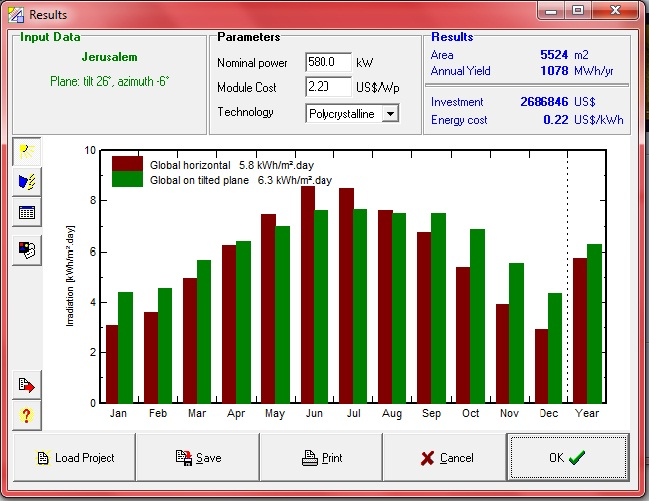 Results
Input Data
Jerusalem
Plane: tilt 26°, azimuth -6°
Parameters
Nominal power 580.0 kW
Module Cost 2.20 US$/Wp
Technology Polycrystalline
Results
Area 5524 m2
Annual Yield 1078 MWh/yr
Investment 2686846 US$
Energy cost 0.22 US$/kWh
Global horizontal 5.8 kWh/m².day
Global on tilted plane 6.3 kWh/m².day
Irradiation [kWh/m².day]
10
8
6
4
2
0
Jan Feb Mar Apr May Jun Jul Aug Sep Oct Nov Dec Year
?
Load Project Save Print Cancel OK